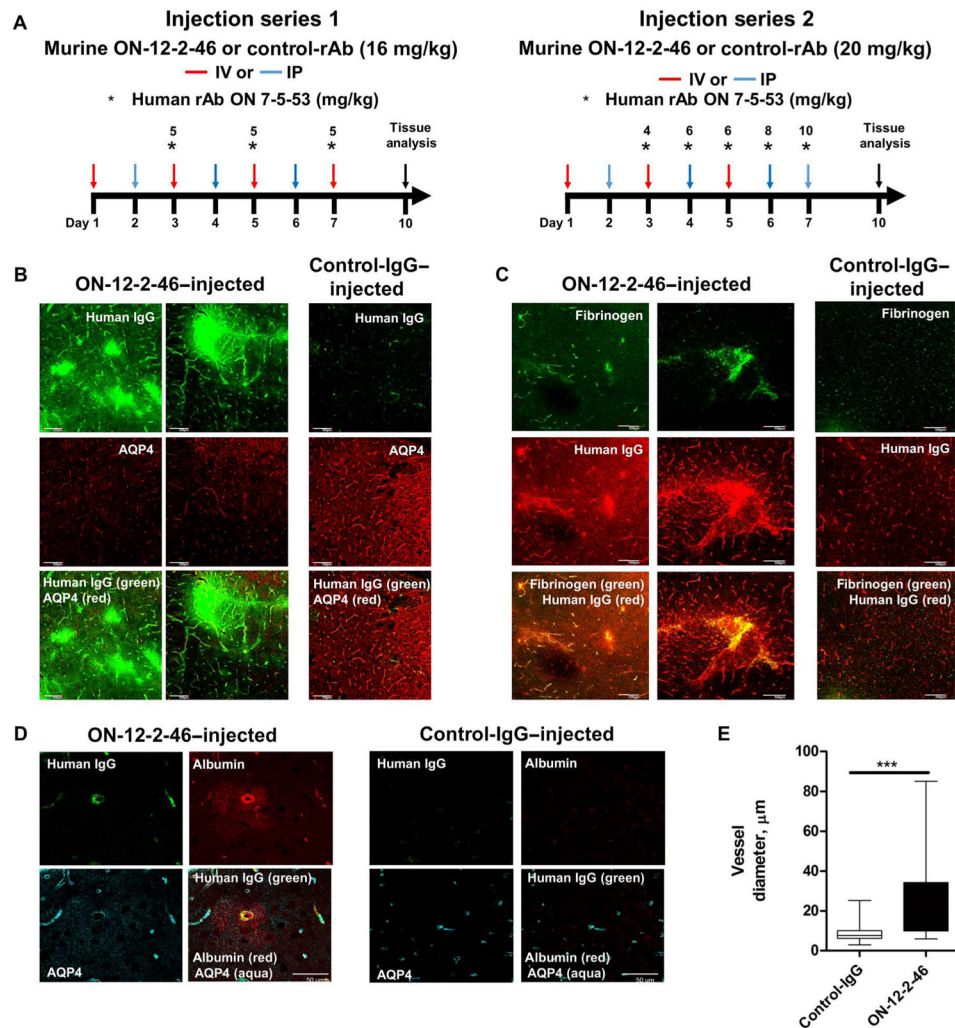 A
Injection series 1
Murine ON-12-2-46 or control-rAb (16 mg/kg)
IV or IP
* Human rAb ON 7-5-53 (mg/kg)
5 5 5
* * *
Tissue
analysis
Day 1 2 3 4 5 6 7 10
Injection series 2
Murine ON-12-2-46 or control-rAb (20 mg/kg)
IV or IP
* Human rAb ON 7-5-53 (mg/kg)
4 6 6 8 10
* * * * *
Tissue
analysis
Day 1 2 3 4 5 6 7 10
B
ON-12-2-46–injected
Control-IgG–
injected
Human IgG
Human IgG
AQP4
AQP4
Human IgG (green)
AQP4 (red)
Human IgG (green)
AQP4 (red)
C
ON-12-2-46–injected
Control-IgG–
injected
Fibrinogen
Fibrinogen
Human IgG
Human IgG
Fibrinogen (green)
Human IgG (red)
Fibrinogen (green)
Human IgG (red)
D
ON-12-2-46–injected
Human IgG
Albumin
AQP4
Human IgG (green)
Albumin (red)
AQP4 (aqua)
50 µm
Control-IgG–injected
Human IgG
Albumin
AQP4
Human IgG (green)
Albumin (red)
AQP4 (aqua)
50 µm
E
Vessel
diameter, µm
100
80
60
40
20
0
***
Control-IgG
ON-12-2-46